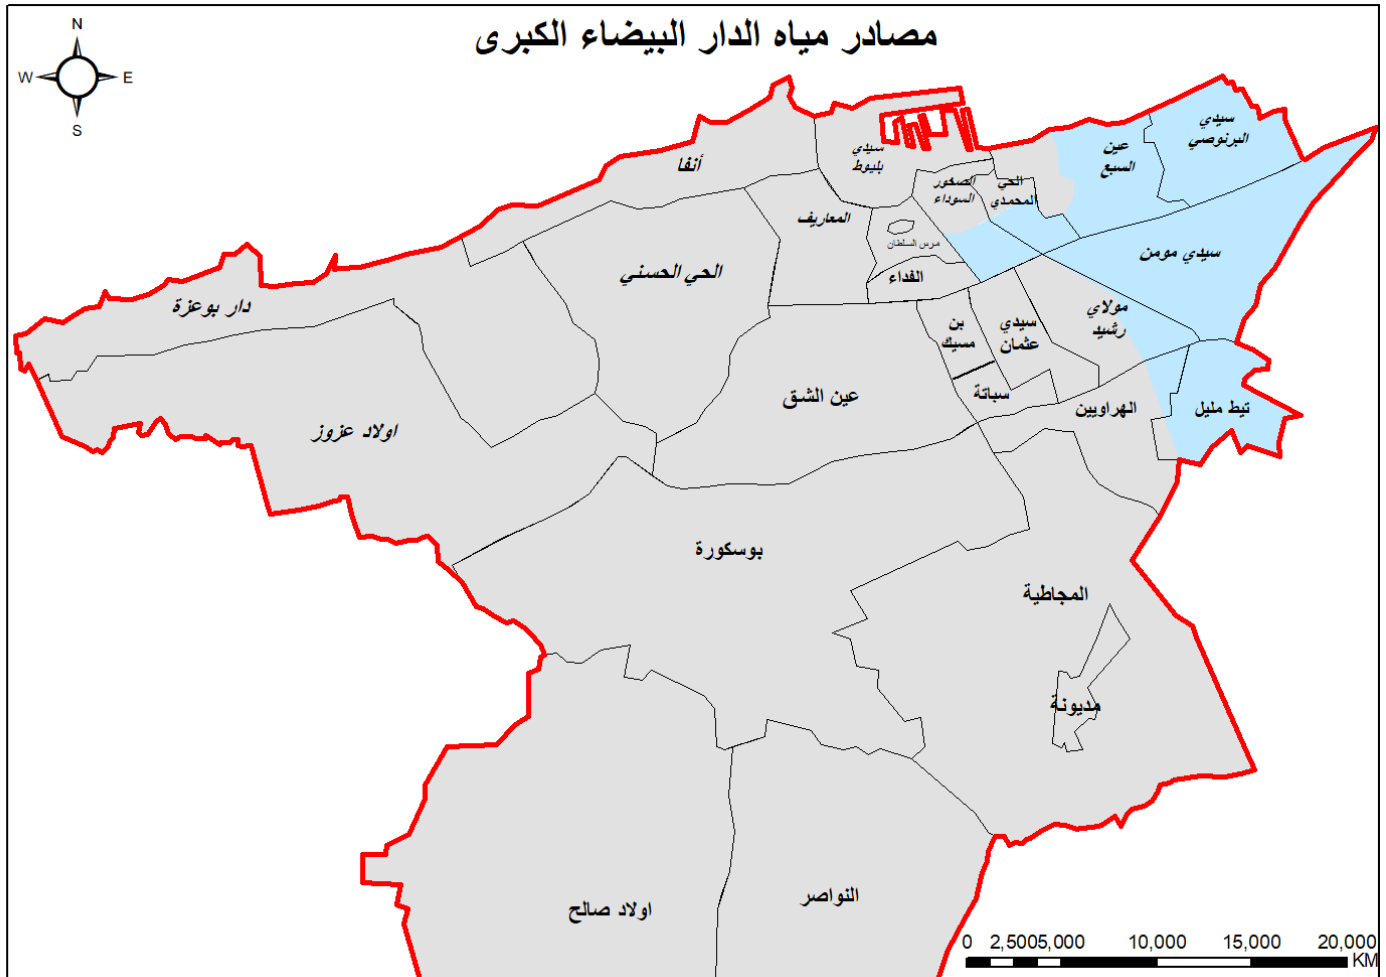 مصادر مياه الدار البيضاء الكبرى
N
W
E
S
سيدي
البرنوصي
عين
السبع
سيدي
بليوط
أنفا
الصخور
السوداء
الحي
المحمدي
المعاريف
مرس السلطان
سيدي مومن
الحي الحسني
الفداء
دار بوعزة
مولاي
رشيد
بن
مسيك
سيدي
عثمان
عين الشق
سباتة
الهراويين
تيط مليل
اولاد عزوز
بوسكورة
المجاطية
مديونة
النواصر
اولاد صالح
0 2,5005,000 10,000 15,000 20,000
KM